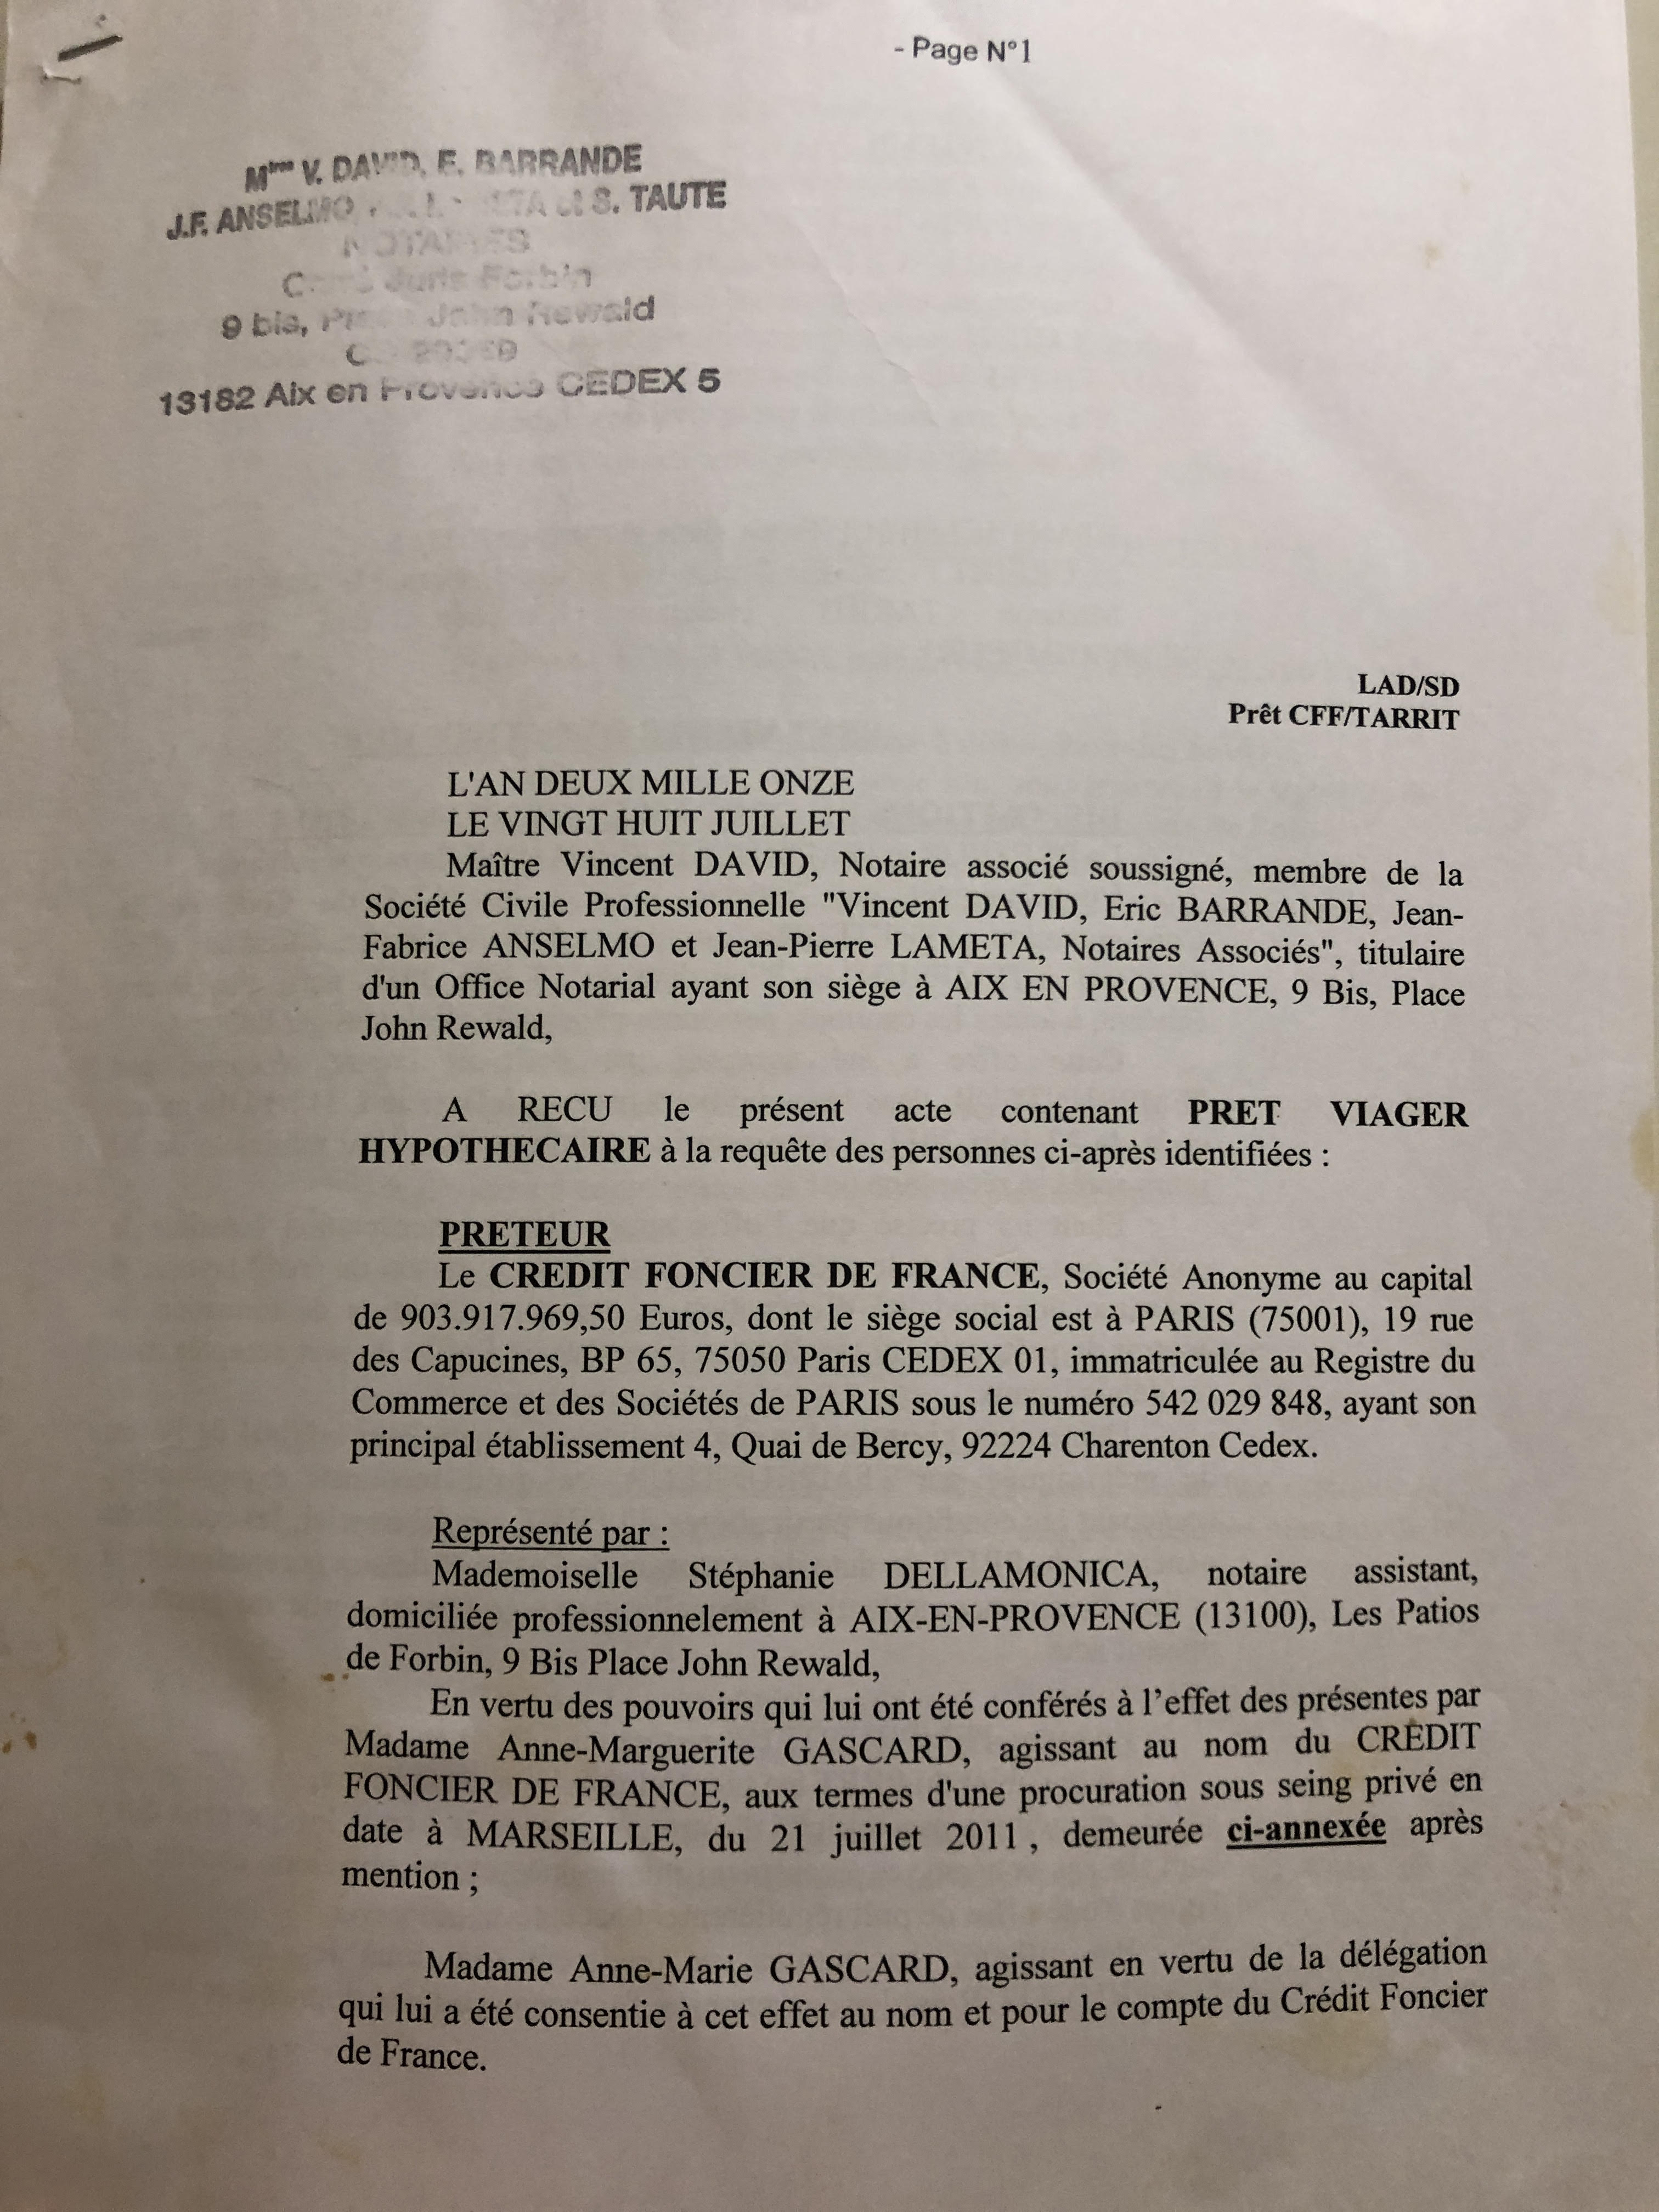 - Page N°1
V. DAVID, E. BARRANDE
J.F. ANSELMO S. TAUTE
NOTAIRES
Juris Forbin
9 bis, Place John Rewald
13182 Aix en Provence CEDEX 5
LAD/SD
Prêt CFF/TARRIT
L'AN DEUX MILLE ONZE
LE VINGT HUIT JUILLET
Maître Vincent DAVID, Notaire associé soussigné, membre de la
Société Civile Professionnelle "Vincent DAVID, Eric BARRANDE, Jean-
Fabrice ANSELMO et Jean-Pierre LAMETA, Notaires Associés", titulaire
d'un Office Notarial ayant son siège à AIX EN PROVENCE, 9 Bis, Place
John Rewald,
A RECU le présent acte contenant PRET VIAGER
HYPOTHECAIRE à la requête des personnes ci-après identifiées :
PRETEUR
Le CREDIT FONCIER DE FRANCE, Société Anonyme au capital
de 903.917.969,50 Euros, dont le siège social est à PARIS (75001), 19 rue
des Capucines, BP 65, 75050 Paris CEDEX 01, immatriculée au Registre du
Commerce et des Sociétés de PARIS sous le numéro 542 029 848, ayant son
principal établissement 4, Quai de Bercy, 92224 Charenton Cedex.
Représenté par :
Mademoiselle Stéphanie DELLAMONICA, notaire assistant,
domiciliée professionnelement à AIX-EN-PROVENCE (13100), Les Patios
de Forbin, 9 Bis Place John Rewald,
En vertu des pouvoirs qui lui ont été conférés à l’effet des présentes par
Madame Anne-Marguerite GASCARD, agissant au nom du CREDIT
FONCIER DE FRANCE, aux termes d'une procuration sous seing privé en
date à MARSEILLE, du 21 juillet 2011 , demeurée ci-annexée après
mention ;
Madame Anne-Marie GASCARD, agissant en vertu de la délégation
qui lui a été consentie à cet effet au nom et pour le compte du Crédit Foncier
de France.